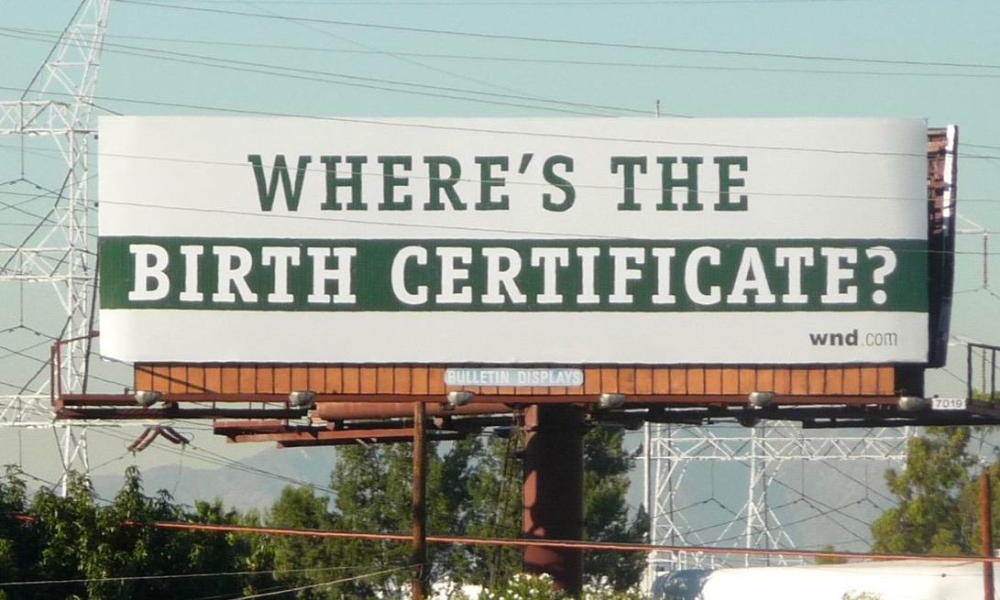 WHERE'S THE
BIRTH CERTIFICATE?
wnd.com
BULLETIN DISPLAYS
7019